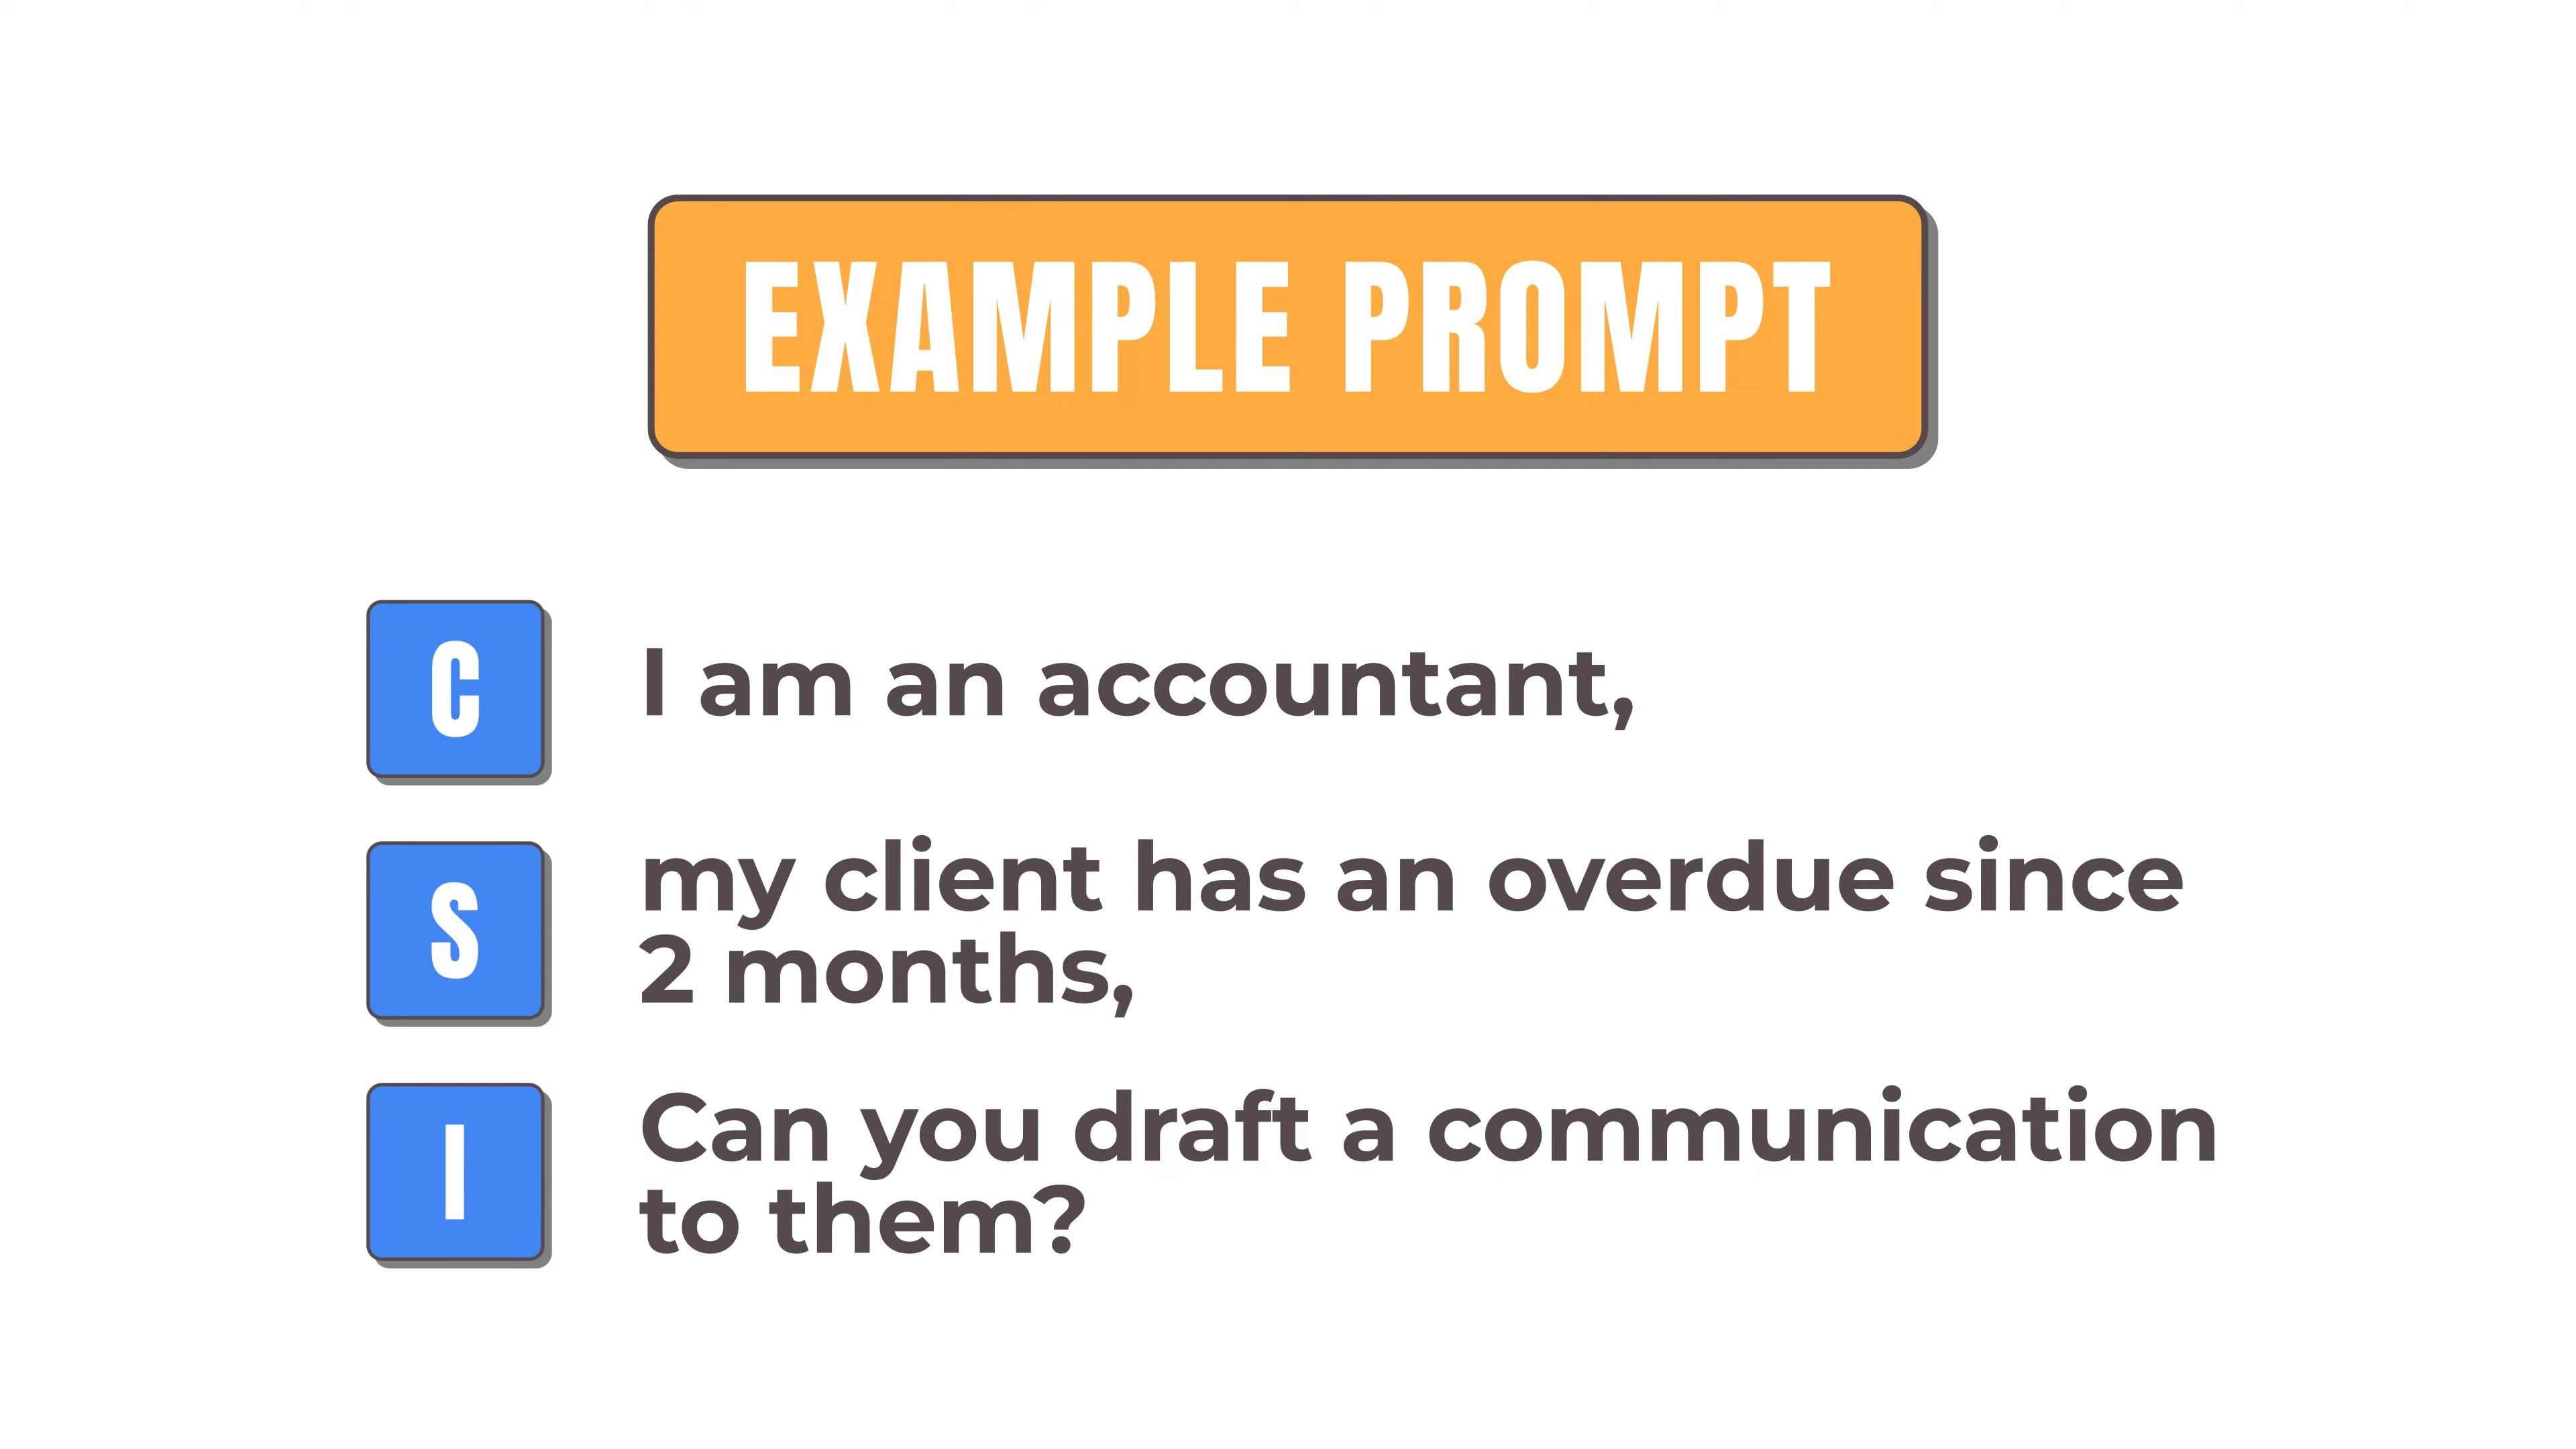 EXAMPLE PROMPT
C
I am an accountant,
S
my client has an overdue since
2 months,
I
Can you draft a communication
to them?